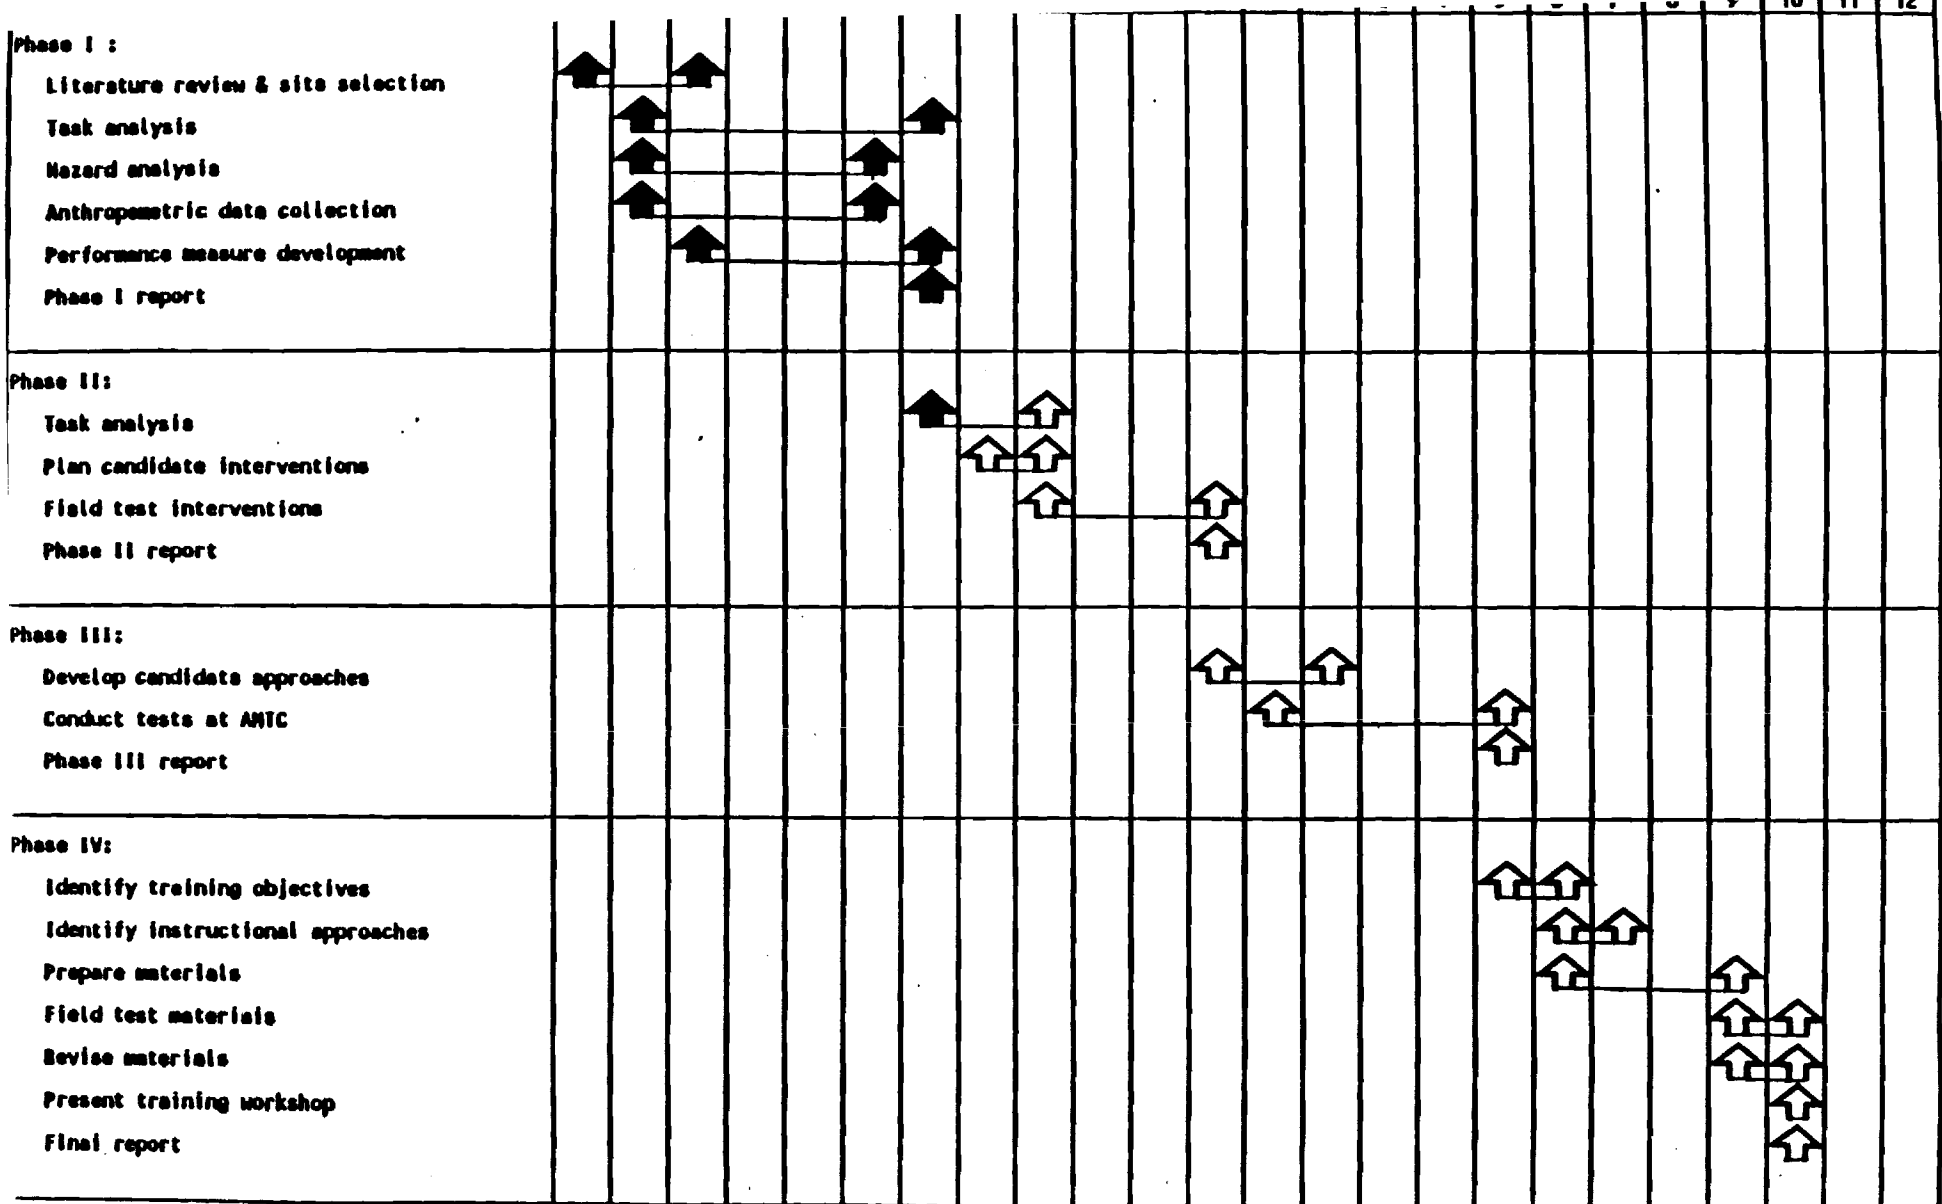 9 10 11 12
Phase I :
Literature review & site selection
Task analysis
Hazard analysis
Anthropometric data collection
Performance measure development
Phase I report
Phase II:
Task analysis
Plan candidate interventions
Field test interventions
Phase II report
Phase III:
Develop candidate approaches
Conduct tests at AMTC
Phase III report
Phase IV:
Identify training objectives
Identify instructional approaches
Prepare materials
Field test materials
Revise materials
Present training workshop
Final report